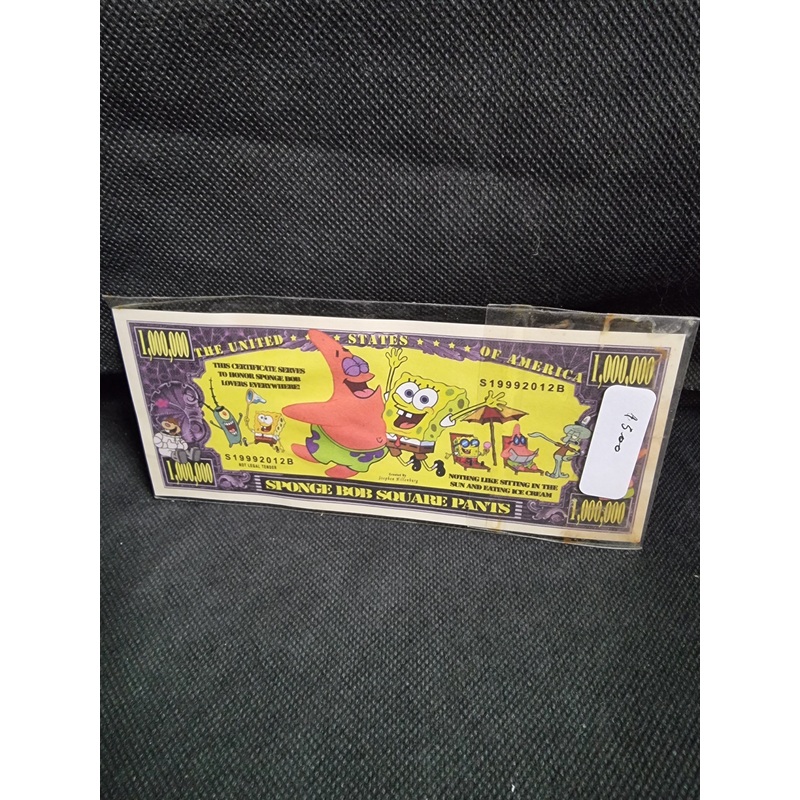 1,000,000
THE UNITED STATES OF AMERICA
1,000,000
THIS CERTIFICATE SERVES
TO HONOR SPONGE BOB
LOVERS EVERYWHERE!
S19992012B
S19992012B
NOT LEGAL TENDER
Created By
NOTHING LIKE SITTING IN THE
SUN AND EATING ICE CREAM
1,000,000
SPONGE BOB SQUARE PANTS
1,000,000